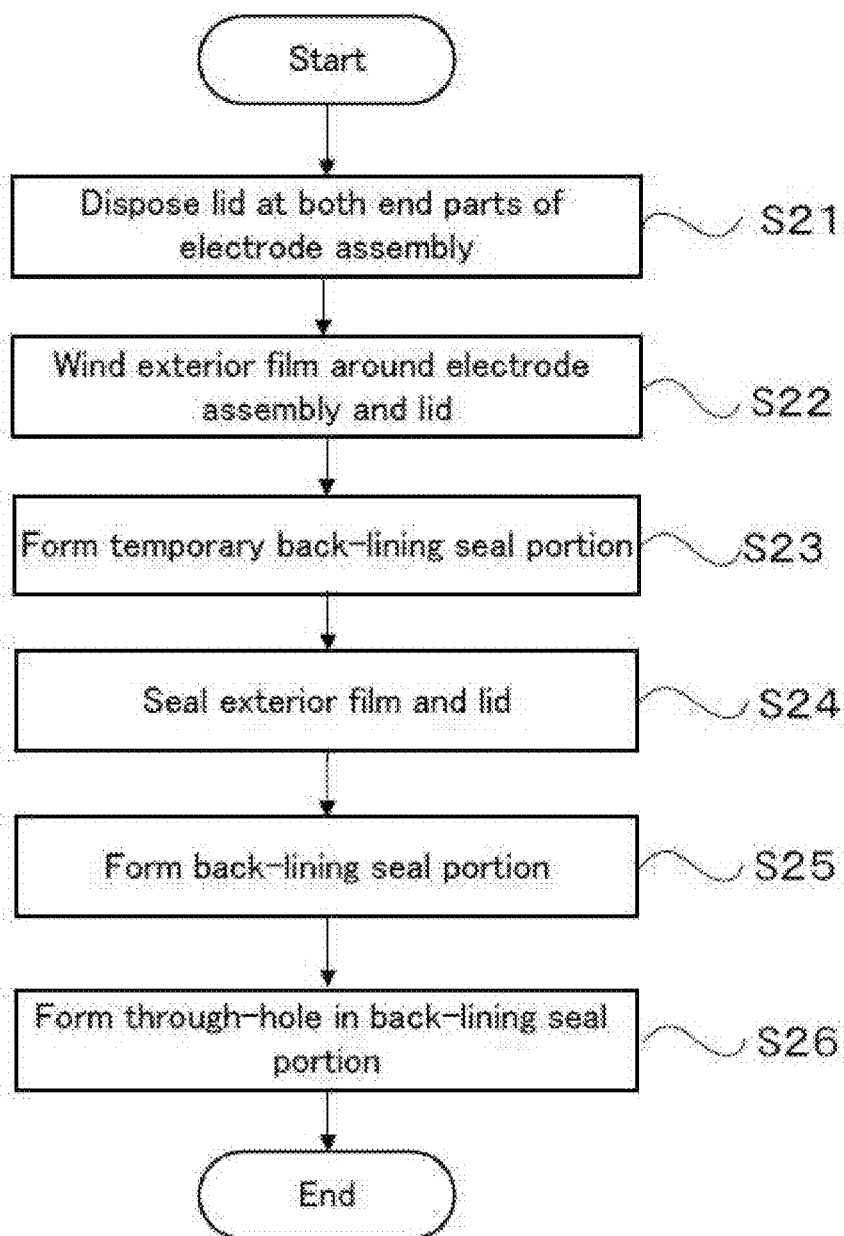 Start
Dispose lid at both end parts of
electrode assembly
S21
Wind exterior film around electrode
assembly and lid
S22
Form temporary back-lining seal portion
S23
Seal exterior film and lid
S24
Form back-lining seal portion
S25
Form through-hole in back-lining seal
portion
S26
End